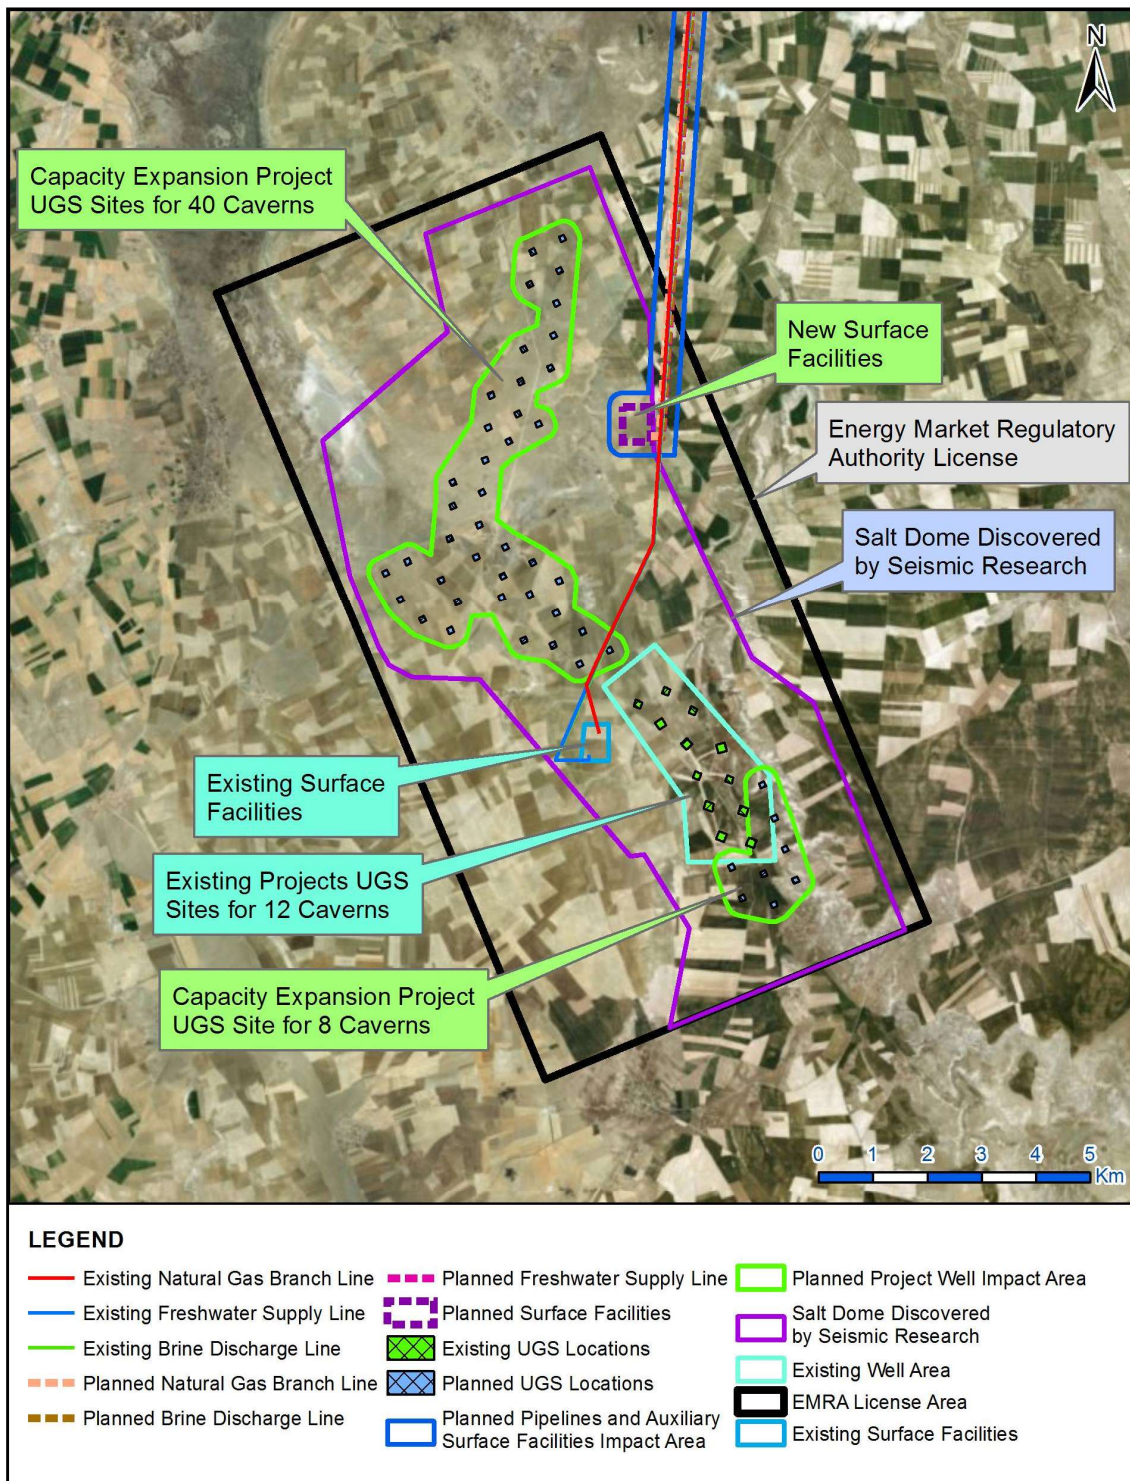 N
Capacity Expansion Project
UGS Sites for 40 Caverns
New Surface
Facilities
Energy Market Regulatory
Authority License
Salt Dome Discovered
by Seismic Research
Existing Surface
Facilities
Existing Projects UGS
Sites for 12 Caverns
Capacity Expansion Project
UGS Site for 8 Caverns
0 1 2 3 4 5
Km
LEGEND
Existing Natural Gas Branch Line
Existing Freshwater Supply Line
Existing Brine Discharge Line
Planned Natural Gas Branch Line
Planned Brine Discharge Line
Planned Freshwater Supply Line
Planned Surface Facilities
Existing UGS Locations
Planned UGS Locations
Planned Pipelines and Auxiliary
Surface Facilities Impact Area
Planned Project Well Impact Area
Salt Dome Discovered
by Seismic Research
Existing Well Area
EMRA License Area
Existing Surface Facilities